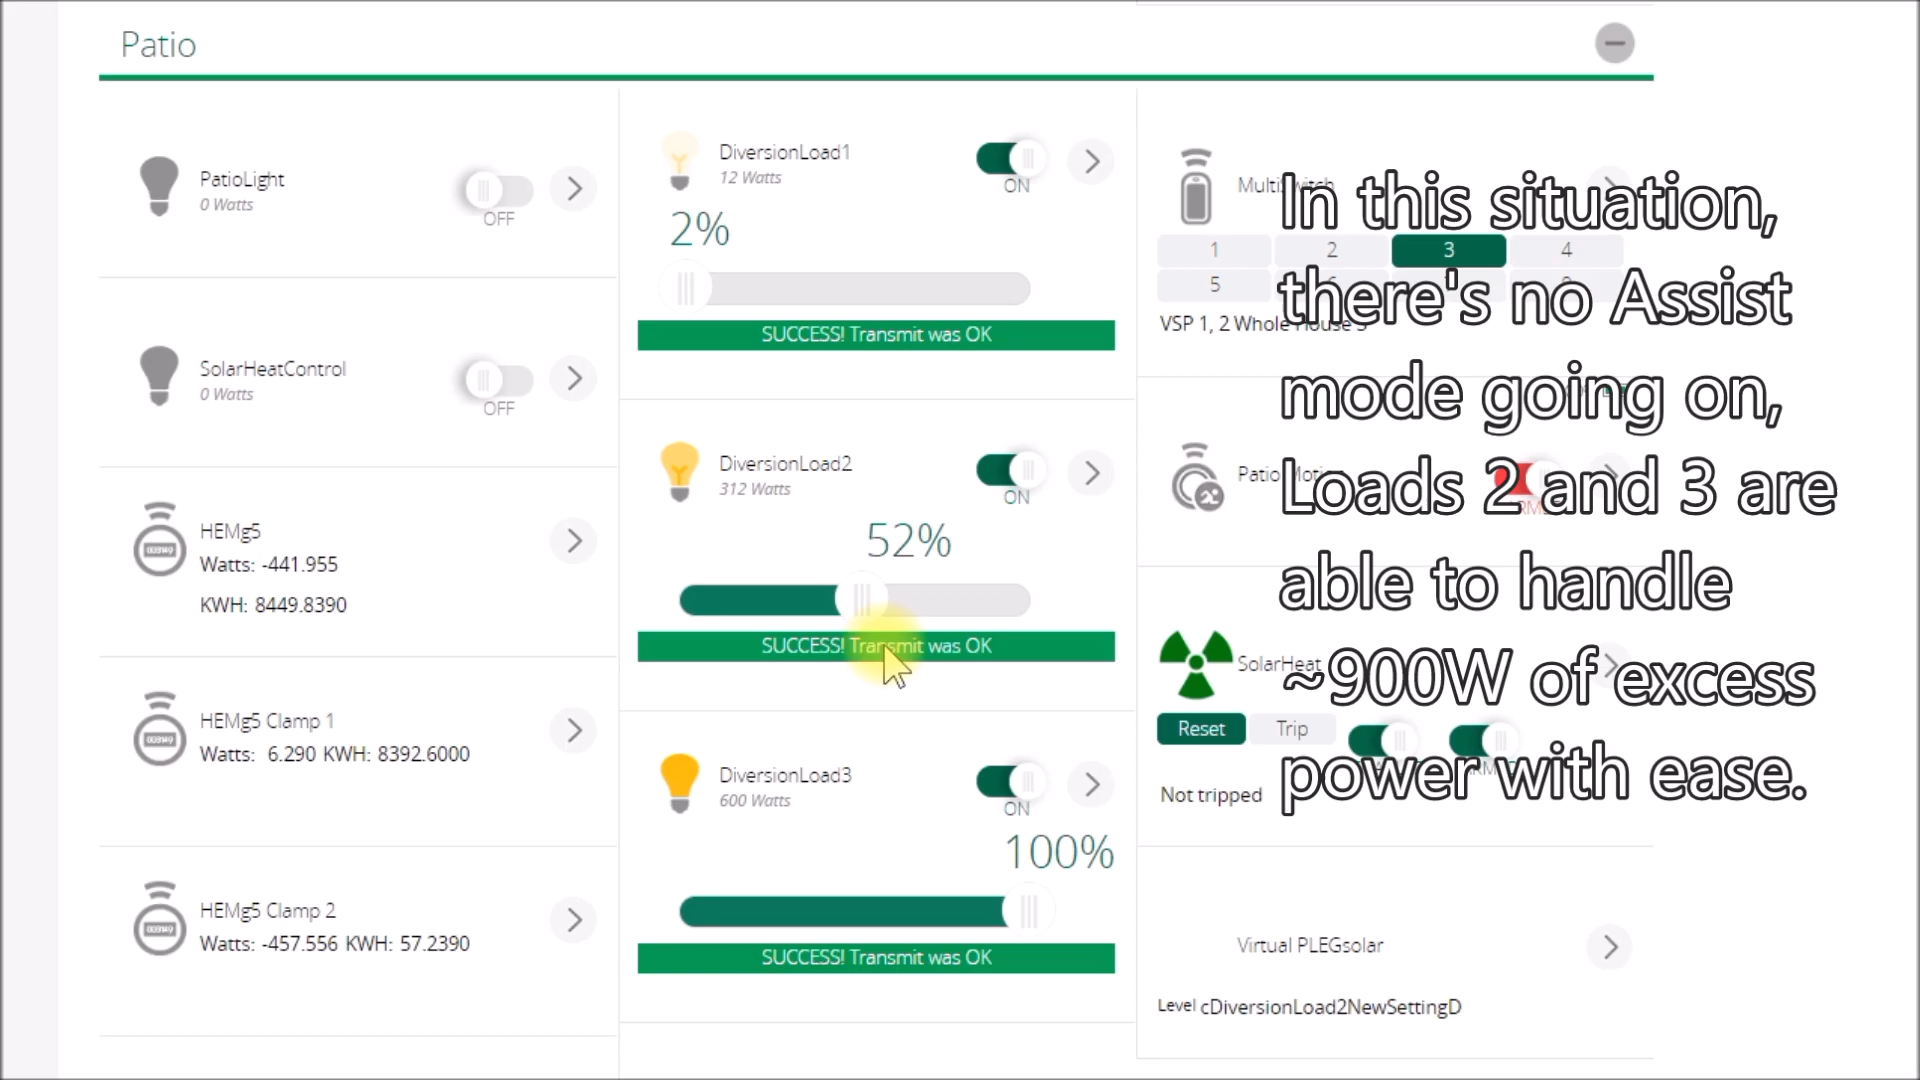 Patio
PatioLight
0 Watts
OFF
SolarHeatControl
0 Watts
OFF
HEMg5
Watts: -441.955
KWH: 8449.8390
HEMg5 Clamp 1
Watts: 6.290 KWH: 8392.6000
HEMg5 Clamp 2
Watts: -457.556 KWH: 57.2390
DiversionLoad1
12 Watts
ON
2%
SUCCESS! Transmit was OK
DiversionLoad2
312 Watts
ON
52%
SUCCESS! Transmit was OK
DiversionLoad3
600 Watts
ON
100%
SUCCESS! Transmit was OK
1 2 3 4
5
VSP 1, 2 Whole House 3
Patio
SolarHeat
Reset Trip
Not tripped
Virtual PLEGsolar
Level cDiversionLoad2NewSettingD
In this situation,
there's no Assist
mode going on,
Loads 2 and 3 are
able to handle
~900W of excess
power with ease.